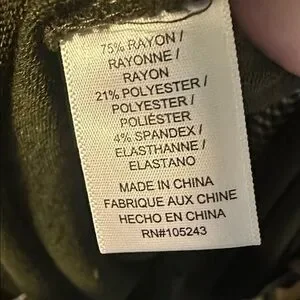 75% RAYON /
RAYONNE /
RAYON
21% POLYESTER /
POLYESTER /
POLIÉSTER
4% SPANDEX /
ELASTHANNE /
ELASTANO
MADE IN CHINA
FABRIQUE AUX CHINE
HECHO EN CHINA
RN#105243